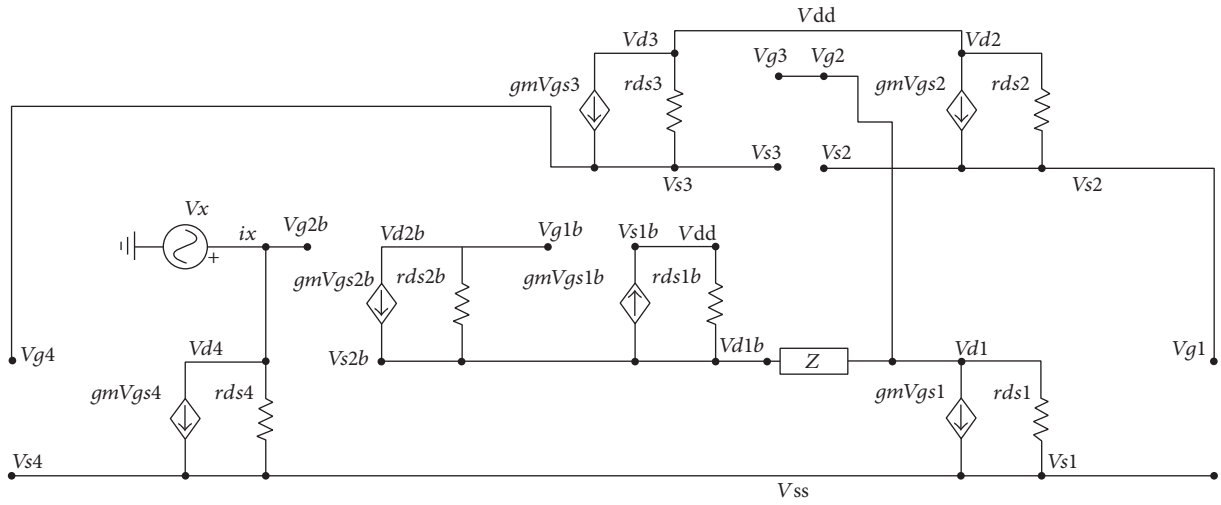 Vdd
Vd3
Vd2
Vg3
Vg2
gmVgs3
rds3
gmVgs2
rds2
Vs3
Vs2
Vs3
Vs2
Vx
ix
Vg2b
Vd2b
Vg1b
Vs1b
Vdd
gmVgs2b
rds2b
gmVgs1b
rds1b
+
Vg4
Vd4
Vs2b
Vd1b
Z
Vd1
Vg1
gmVgs4
rds4
gmVgs1
rds1
Vs4
Vs1
Vss